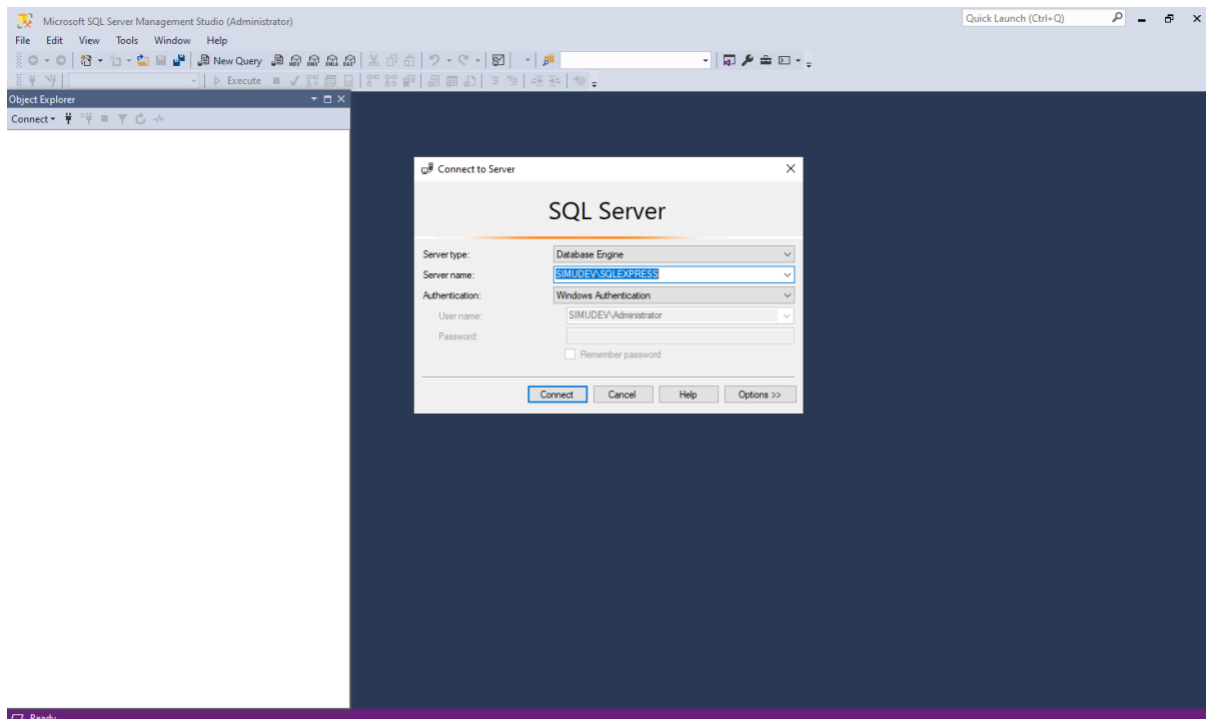 Microsoft SQL Server Management Studio (Administrator)
Quick Launch (Ctrl+Q)
File Edit View Tools Window Help
New Query
Execute
Object Explorer
Connect
Connect to Server
SQL Server
Server type: Database Engine
Server name: SIMUDEV\SQLEXPRESS
Authentication: Windows Authentication
User name: SIMUDEV\Administrator
Password:
Remember password
Connect Cancel Help Options >>
Ready